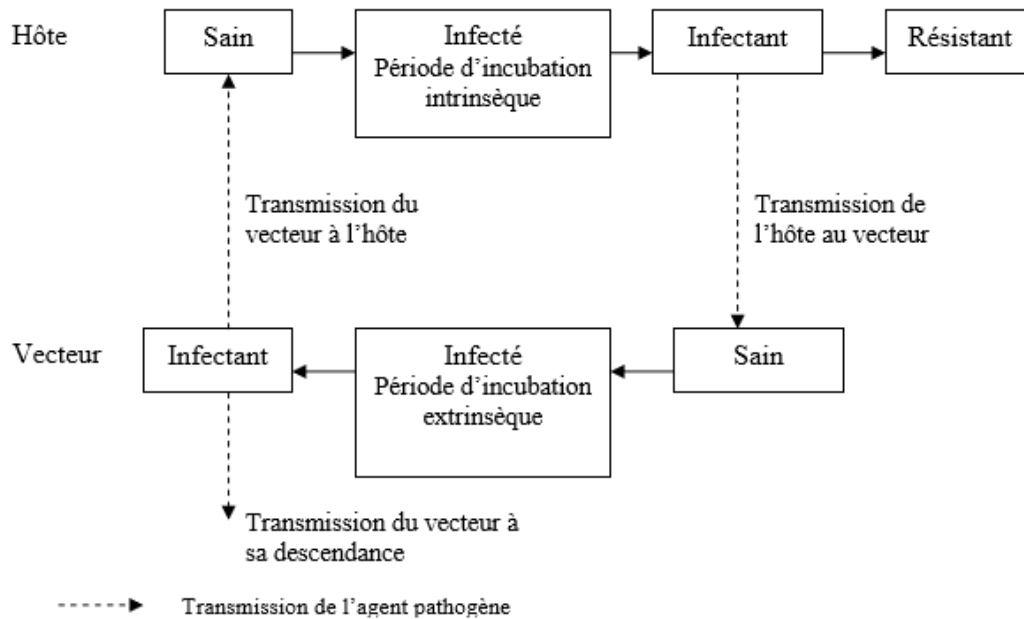 Hôte
Sain
Infecté
Période d'incubation
intrinsèque
Infectant
Résistant
Transmission du
vecteur à l'hôte
Transmission de
l'hôte au vecteur
Vecteur
Infectant
Infecté
Période d'incubation
extrinsèque
Sain
Transmission du vecteur à
sa descendance
Transmission de l'agent pathogène